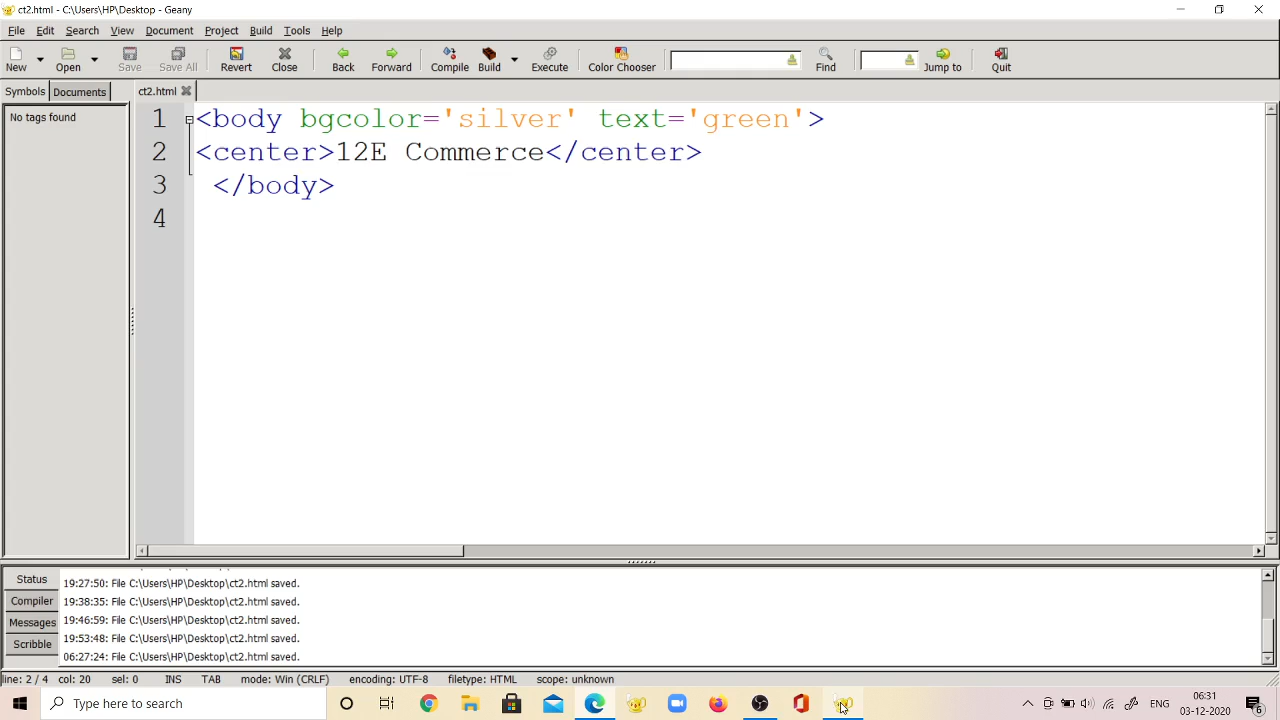 ct2.html - C:\Users\HP\Desktop - Geany
File Edit Search View Document Project Build Tools Help
New Open Save Save All Revert Close Back Forward Compile Build Execute Color Chooser Find Jump to Quit
Symbols Documents ct2.html
No tags found
1 <body bgcolor='silver' text='green'>
2 <center>12E Commerce</center>
3 </body>
4
Status
Compiler
Messages
Scribble
19:27:50: File C:\Users\HP\Desktop\ct2.html saved.
19:38:35: File C:\Users\HP\Desktop\ct2.html saved.
19:46:59: File C:\Users\HP\Desktop\ct2.html saved.
19:53:48: File C:\Users\HP\Desktop\ct2.html saved.
06:27:24: File C:\Users\HP\Desktop\ct2.html saved.
line: 2 / 4 col: 20 sel: 0 INS TAB mode: Win (CRLF) encoding: UTF-8 filetype: HTML scope: unknown
Type here to search
ENG
06:31
03-12-2020
6